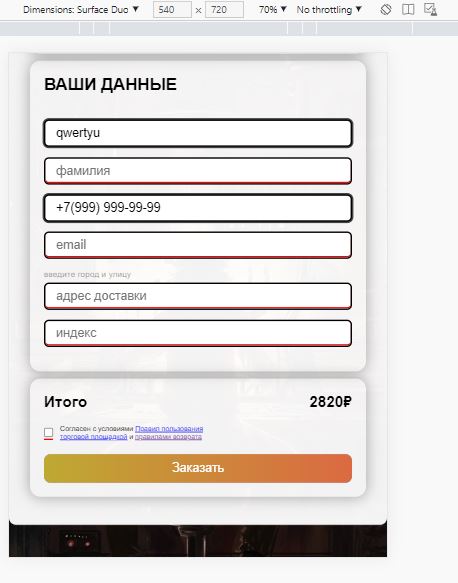 Dimensions: Surface Duo ▼ 540 × 720 70% ▼ No throttling ▼
ВАШИ ДАННЫЕ
qwertyu
фамилия
+7(999) 999-99-99
email
введите город и улицу
адрес доставки
индекс
Итого 2820₽
Согласен с условиями Правил пользования
торговой площадкой и правилами возврата
Заказать